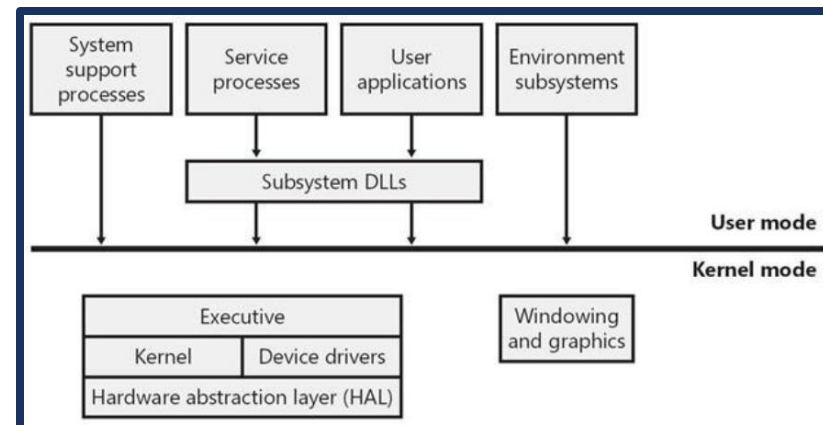 System
support
processes
Service
processes
User
applications
Environment
subsystems
Subsystem DLLs
User mode
Kernel mode
Executive
Kernel
Device drivers
Hardware abstraction layer (HAL)
Windowing
and graphics